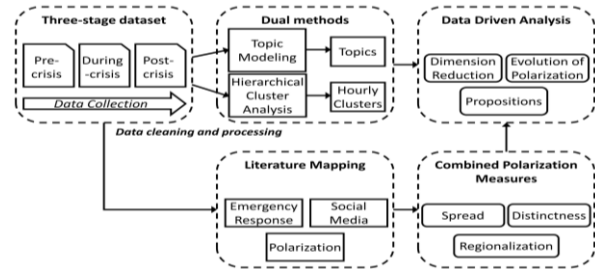 Three-stage dataset
Pre-
crisis
During
-crisis
Post-
crisis
Data Collection
Data cleaning and processing
Dual methods
Topic
Modeling
Topics
Hierarchical
Cluster
Analysis
Hourly
Clusters
Data Driven Analysis
Dimension
Reduction
Evolution of
Polarization
Propositions
Literature Mapping
Emergency
Response
Social
Media
Polarization
Combined Polarization
Measures
Spread
Distinctness
Regionalization